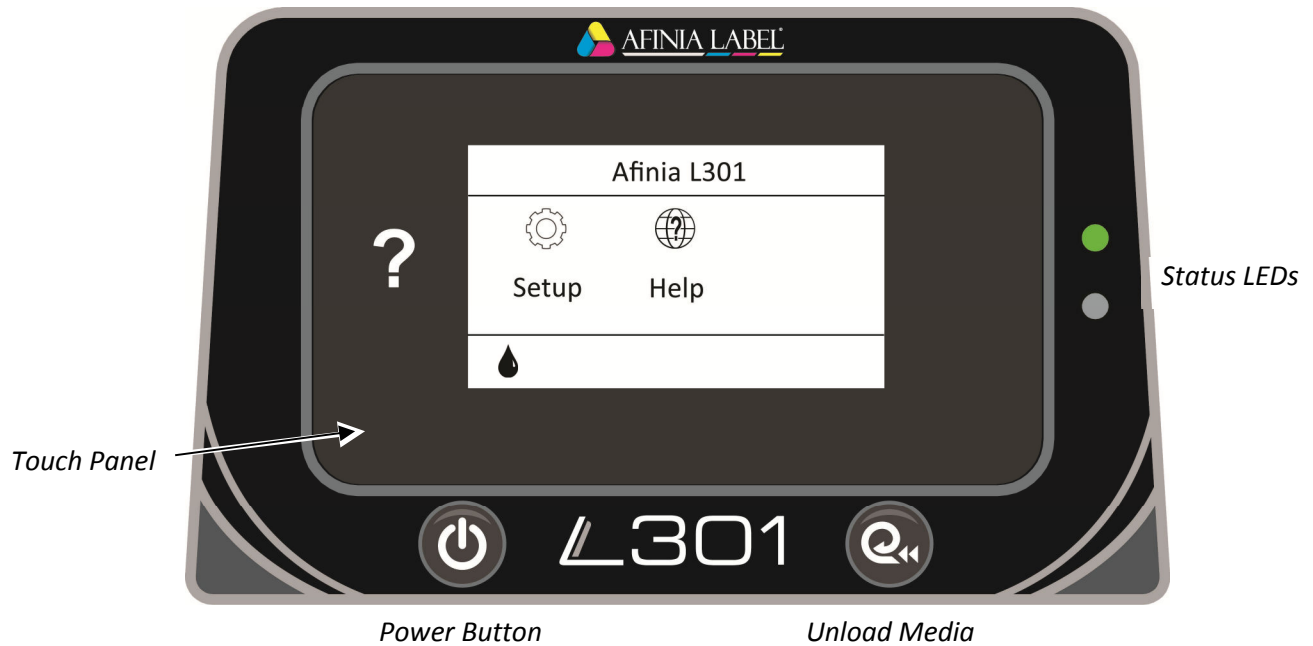 AFINIA LABEL
Afinia L301
?
?
Setup Help
Status LEDs
Touch Panel
L301
Power Button Unload Media